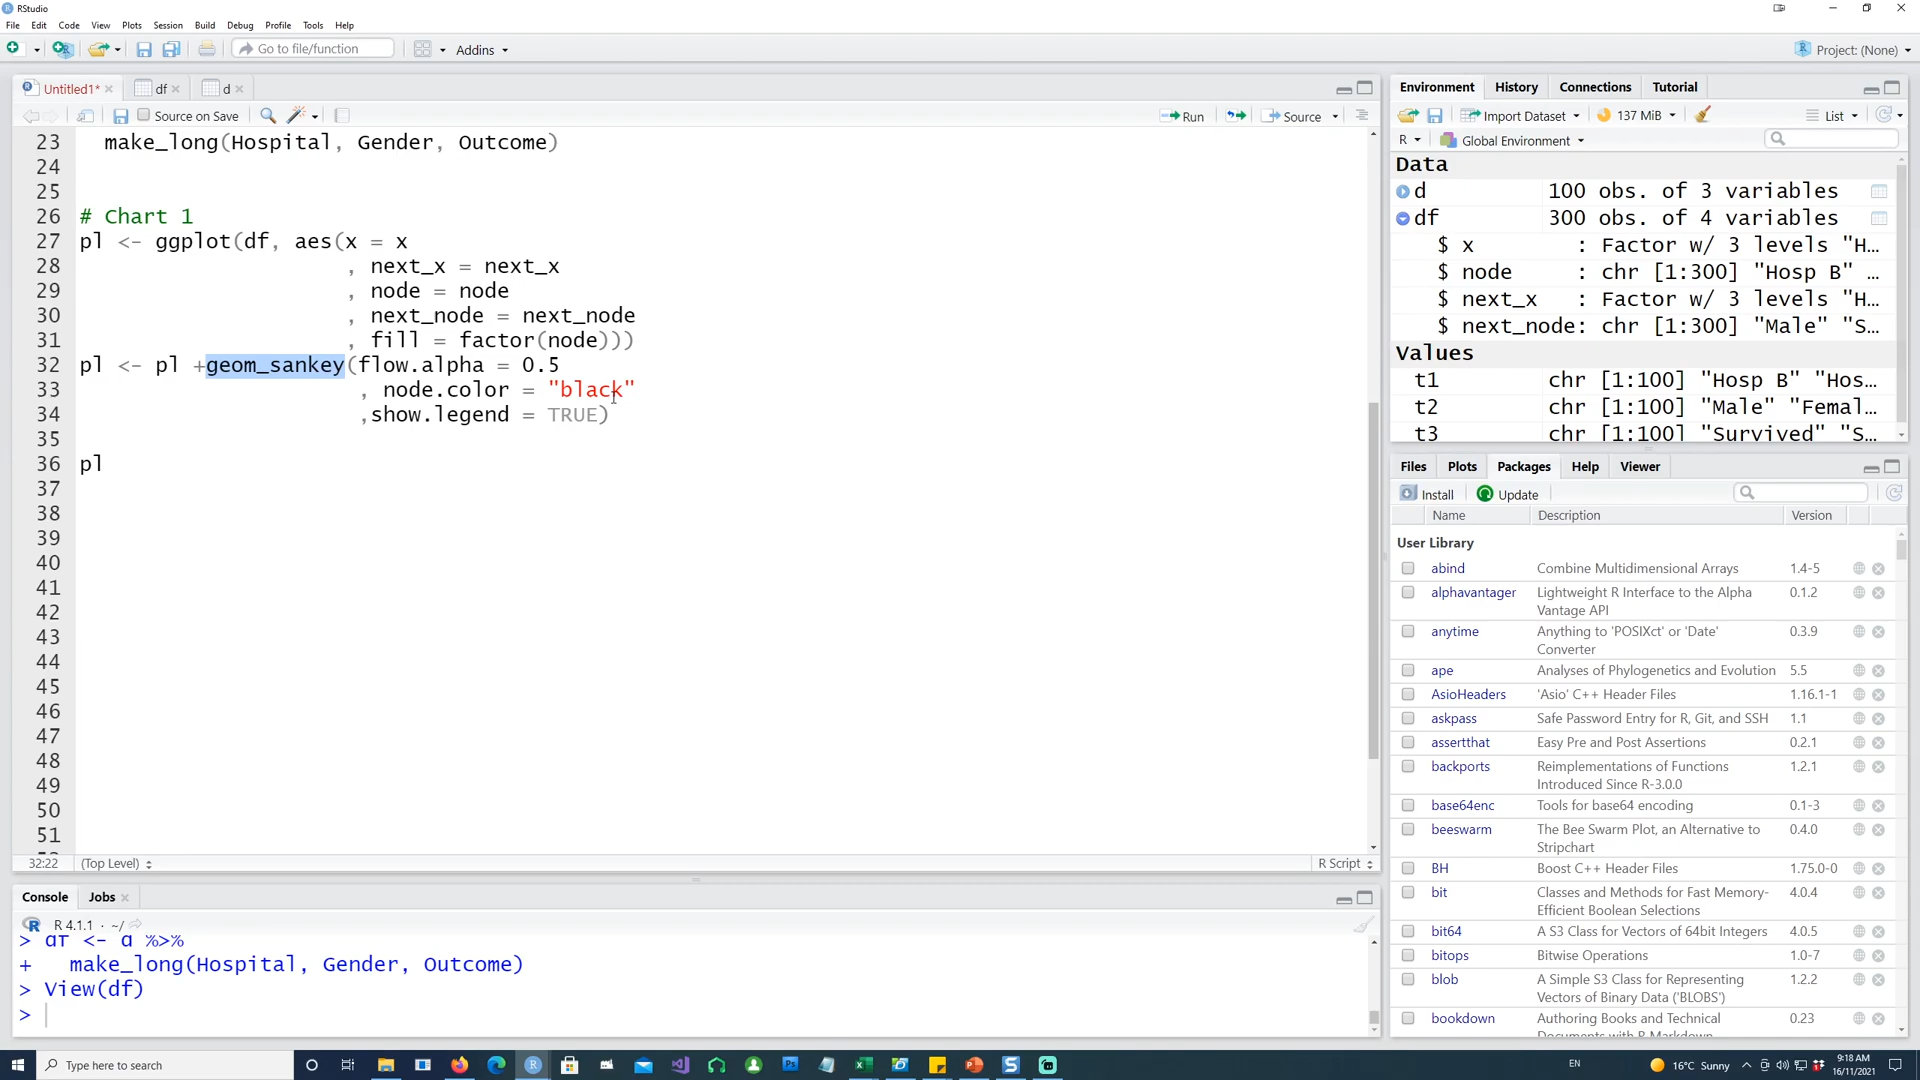 RStudio
File Edit Code View Plots Session Build Debug Profile Tools Help
Go to file/function
Addins
Project: (None)
Untitled1*
df
d
Source on Save
Run
Source
23 make_long(Hospital, Gender, Outcome)
24
25
26 # Chart 1
27 pl <- ggplot(df, aes(x = x
28 , next_x = next_x
29 , node = node
30 , next_node = next_node
31 , fill = factor(node)))
32 pl <- pl +geom_sankey(flow.alpha = 0.5
33 , node.color = "black"
34 ,show.legend = TRUE)
35
36 pl
37
38
39
40
41
42
43
44
45
46
47
48
49
50
51
32:22 (Top Level) R Script
Console Jobs
R 4.1.1 · ~/
> df <- d %>%
+ make_long(Hospital, Gender, Outcome)
> View(df)
>
Environment History Connections Tutorial
Import Dataset 137 MiB List
R Global Environment
Data
d 100 obs. of 3 variables
df 300 obs. of 4 variables
$ x : Factor w/ 3 levels "H…
$ node : chr [1:300] "Hosp B" …
$ next_x : Factor w/ 3 levels "H…
$ next_node: chr [1:300] "Male" "S…
Values
t1 chr [1:100] "Hosp B" "Hos…
t2 chr [1:100] "Male" "Femal…
t3 chr [1:100] "Survived" "S…
Files Plots Packages Help Viewer
Install Update
Name Description Version
User Library
abind Combine Multidimensional Arrays 1.4-5
alphavantager Lightweight R Interface to the Alpha 0.1.2
Vantage API
anytime Anything to 'POSIXct' or 'Date' 0.3.9
Converter
ape Analyses of Phylogenetics and Evolution 5.5
AsioHeaders 'Asio' C++ Header Files 1.16.1-1
askpass Safe Password Entry for R, Git, and SSH 1.1
assertthat Easy Pre and Post Assertions 0.2.1
backports Reimplementations of Functions 1.2.1
Introduced Since R-3.0.0
base64enc Tools for base64 encoding 0.1-3
beeswarm The Bee Swarm Plot, an Alternative to 0.4.0
Stripchart
BH Boost C++ Header Files 1.75.0-0
bit Classes and Methods for Fast Memory- 4.0.4
Efficient Boolean Selections
bit64 A S3 Class for Vectors of 64bit Integers 4.0.5
bitops Bitwise Operations 1.0-7
blob A Simple S3 Class for Representing 1.2.2
Vectors of Binary Data ('BLOBS')
bookdown Authoring Books and Technical 0.23
Documents with R Markdown
Type here to search
EN
16°C Sunny
9:18 AM
16/11/2021